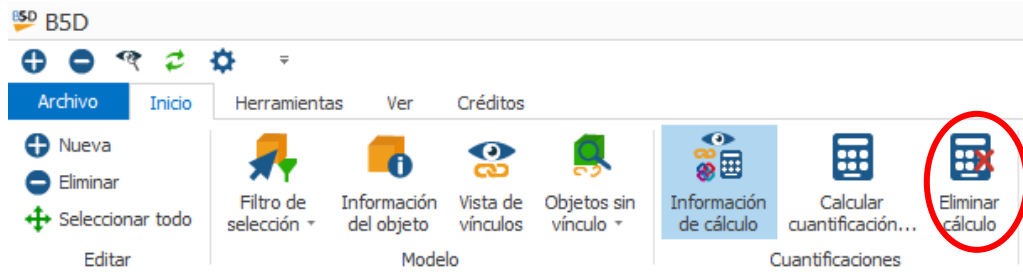 BSD B5D
Archivo Inicio Herramientas Ver Créditos
Nueva
Eliminar
Seleccionar todo
Filtro de
selección
Información
del objeto
Vista de
vínculos
Objetos sin
vínculo
Información
de cálculo
Calcular
cuantificación...
Eliminar
cálculo
Editar Modelo Cuantificaciones